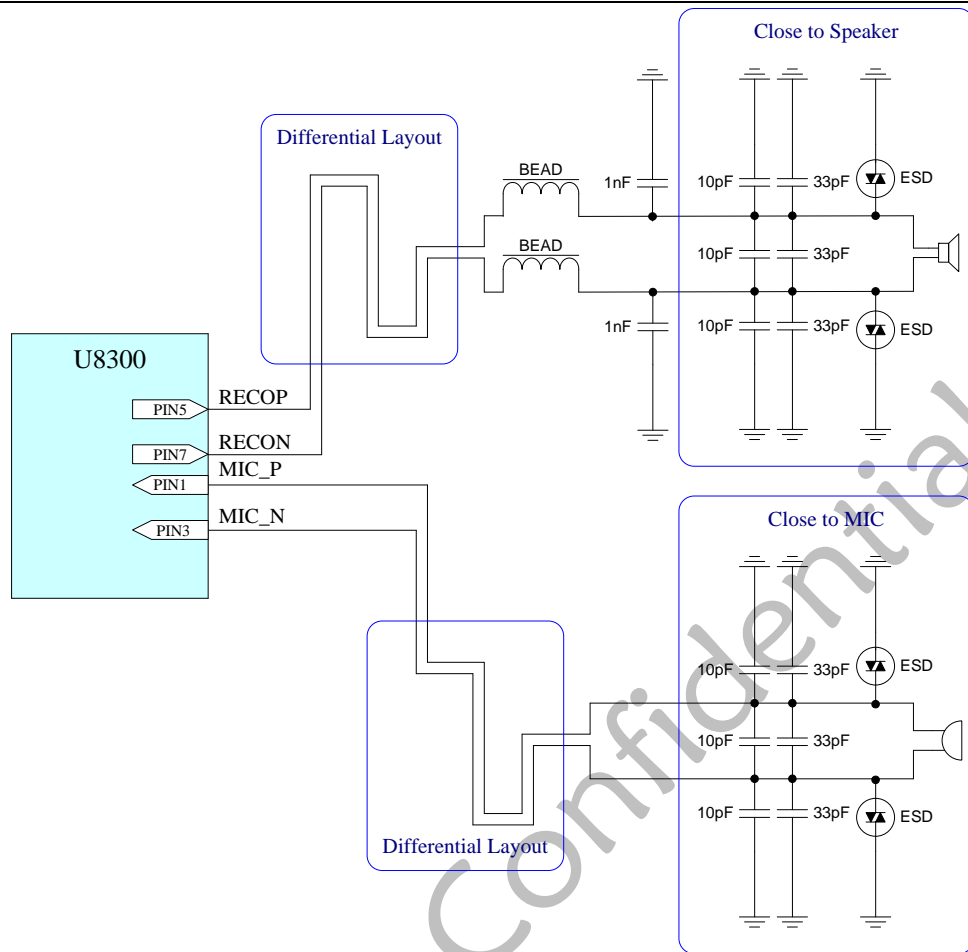 Close to Speaker
Differential Layout
BEAD
1nF
10pF
33pF
ESD
BEAD
10pF
33pF
1nF
10pF
33pF
ESD
U8300
PIN5
RECOP
PIN7
RECON
PIN1
MIC_P
PIN3
MIC_N
Close to MIC
10pF
33pF
ESD
10pF
33pF
10pF
33pF
ESD
Differential Layout
Confidential